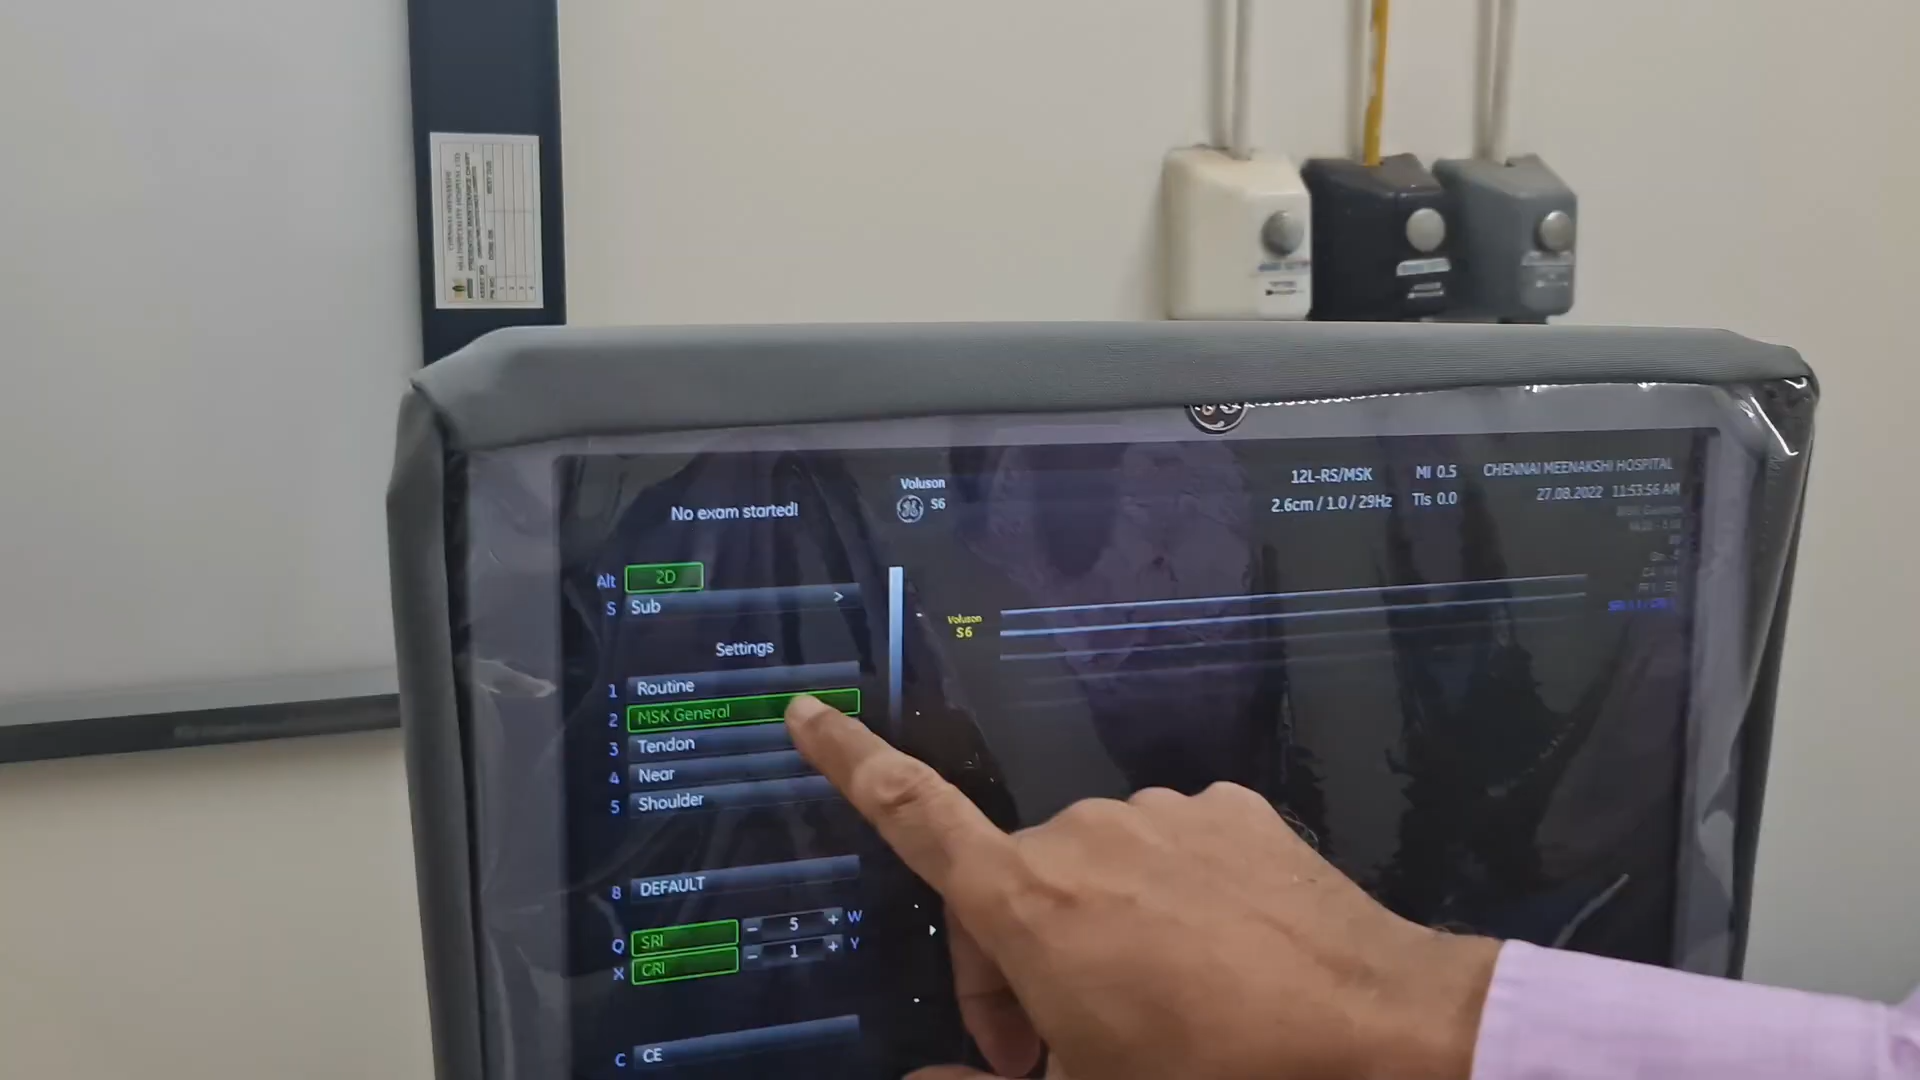 No exam started!
Voluson
S6
12L-RS/MSK
2.6cm / 1.0 / 29Hz
MI 0.5
TIs 0.0
CHENNAI MEENAKSHI HOSPITAL
27.08.2022 11:53:56 AM
Alt 2D
S Sub >
Settings
1 Routine
2 MSK General
3 Tendon
4 Near
5 Shoulder
8 DEFAULT
Q SRI - 5 + W
X CRI - 1 + Y
C CE
Voluson
S6